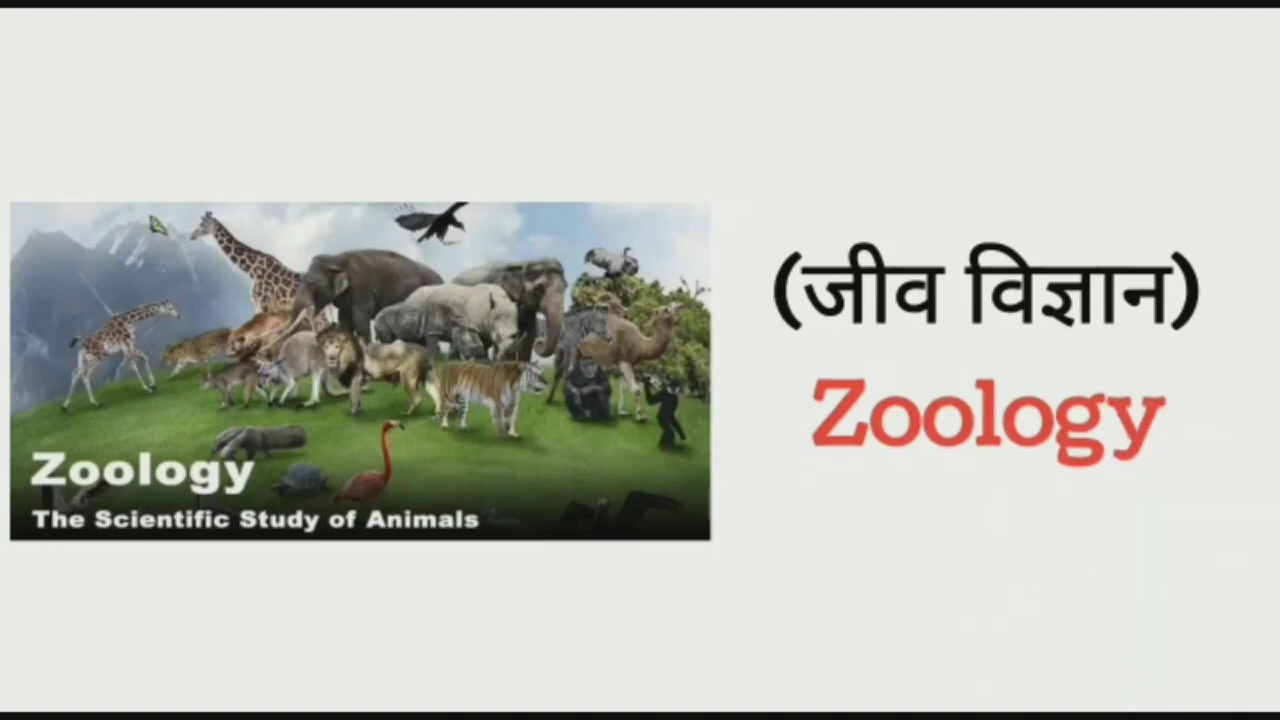 Zoology
The Scientific Study of Animals
(जीव विज्ञान)
Zoology